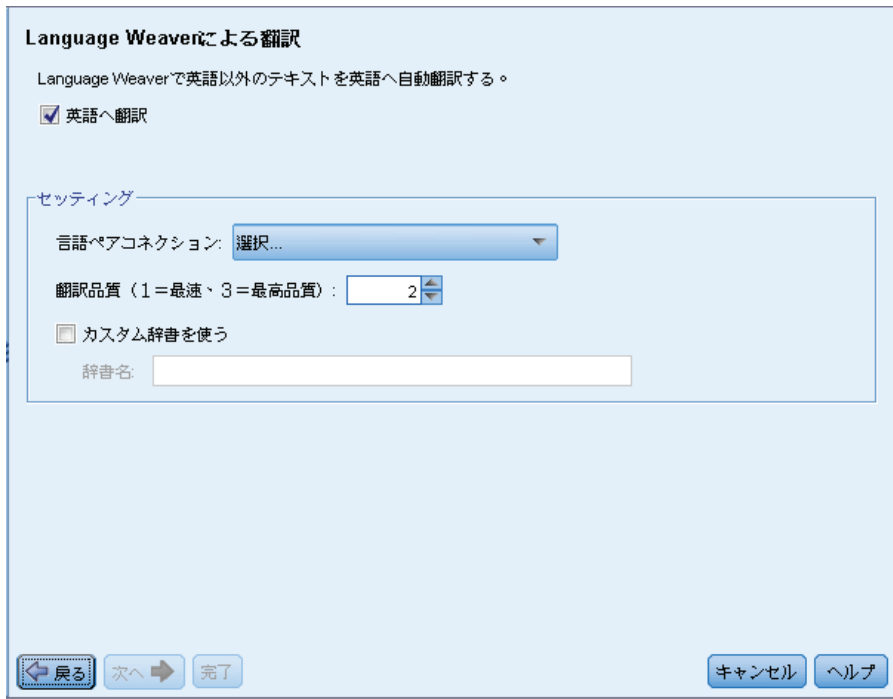 Language Weaverによる翻訳
Language Weaverで英語以外のテキストを英語へ自動翻訳する。
英語へ翻訳
セッティング
言語ペアコネクション: 選択...
翻訳品質（1＝最速、3＝最高品質）: 2
カスタム辞書を使う
辞書名:
戻る 次へ 完了 キャンセル ヘルプ